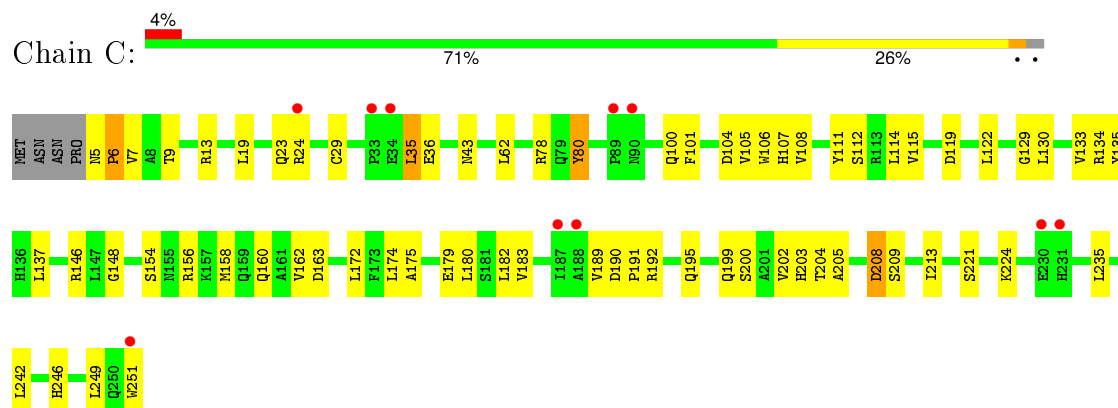 4%
Chain C:
71% 26% • •
MET ASN ASN PRO N5 P6 V7 A8 T9 R13 L19 Q23 R24 C29 P33 E34 L35 E36 N43 L62 R78 Q79 Y80 P89 N90 Q100 F101 D104 V105 W106 H107 V108 Y111 S112 R113 L114 V115 D119 L122 G129 L130 V133 R134 Y135
H136 L137 R146 L147 G148 S154 N155 R156 K157 M158 Q159 Q160 A161 V162 D163 L172 F173 L174 A175 E179 L180 S181 L182 V183 I187 A188 V189 D190 P191 R192 Q195 Q199 S200 A201 V202 H203 T204 A205 D208 S209 I213 S221 K224 E230 H231 L235
L242 H246 L249 Q250 W251